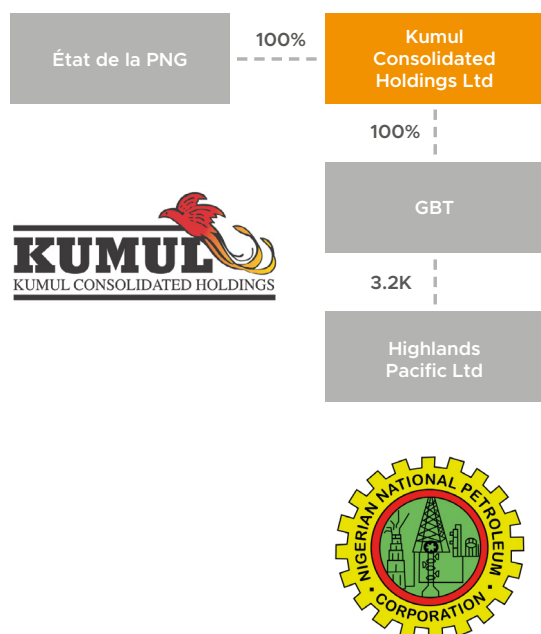 État de la PNG
100%
Kumul
Consolidated
Holdings Ltd
100%
GBT
KUMUL
KUMUL CONSOLIDATED HOLDINGS
3.2K
Highlands
Pacific Ltd
NIGERIAN NATIONAL PETROLEUM
• CORPORATION •